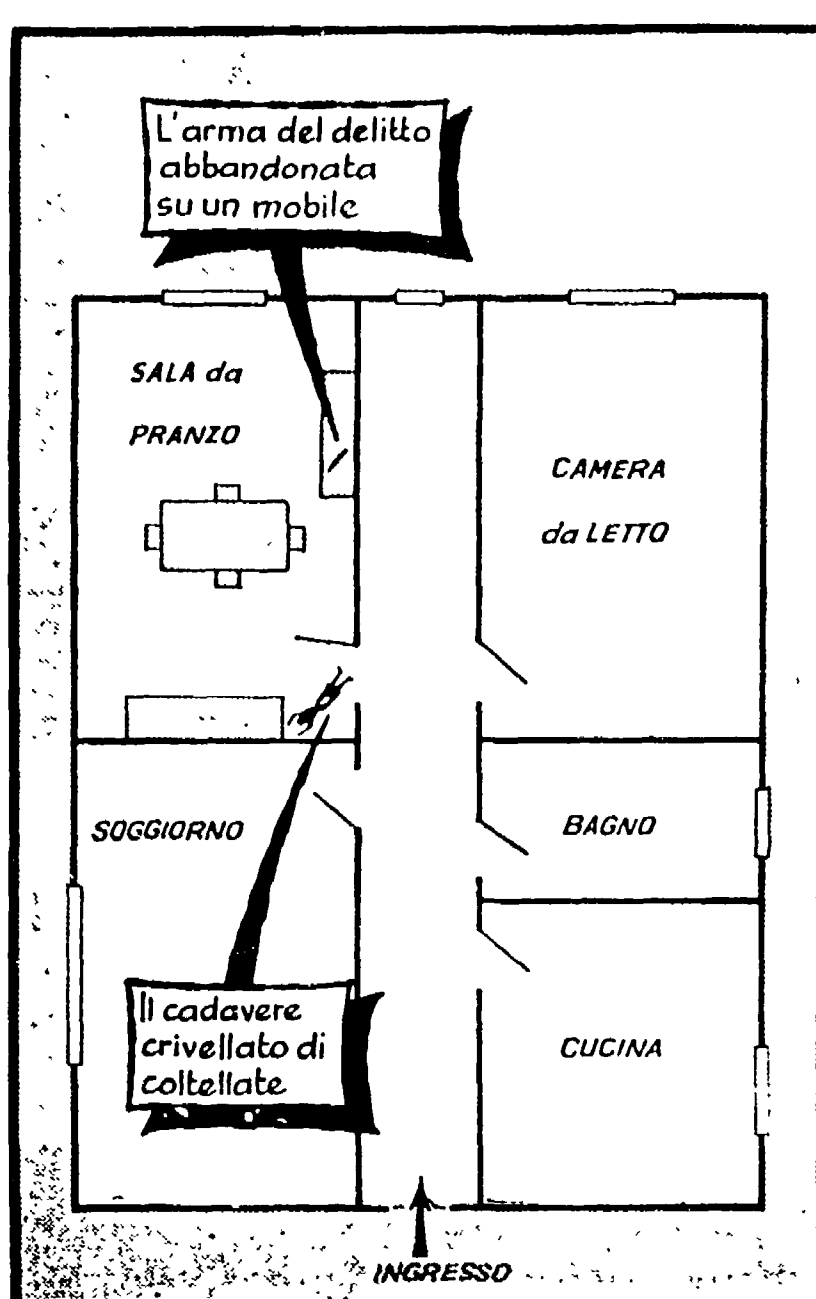 L'arma del delitto
abbandonata
su un mobile
SALA da
PRANZO
CAMERA
da LETTO
SOGGIORNO
BAGNO
Il cadavere
crivellato di
coltellate
CUCINA
INGRESSO